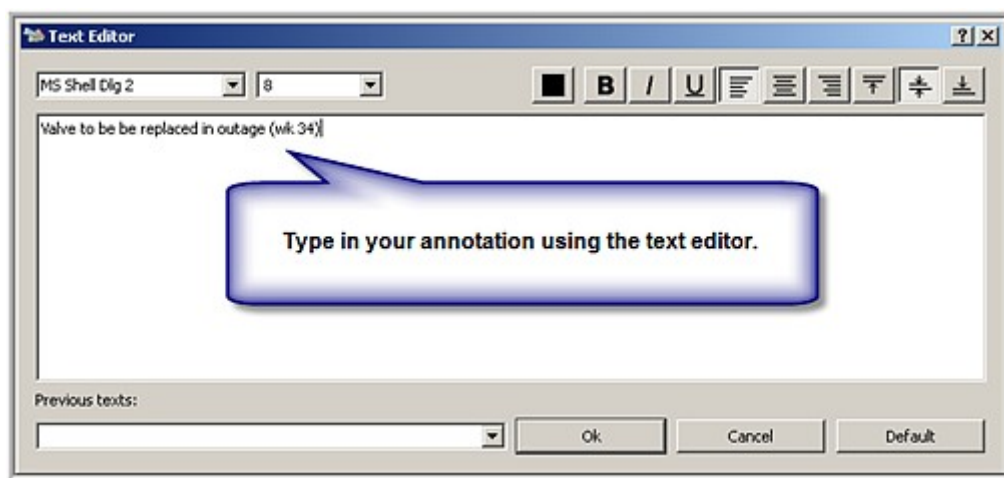 Text Editor
MS Shell Dlg 2 8 B I U
Valve to be be replaced in outage (wk 34)
Type in your annotation using the text editor.
Previous texts:
Ok Cancel Default